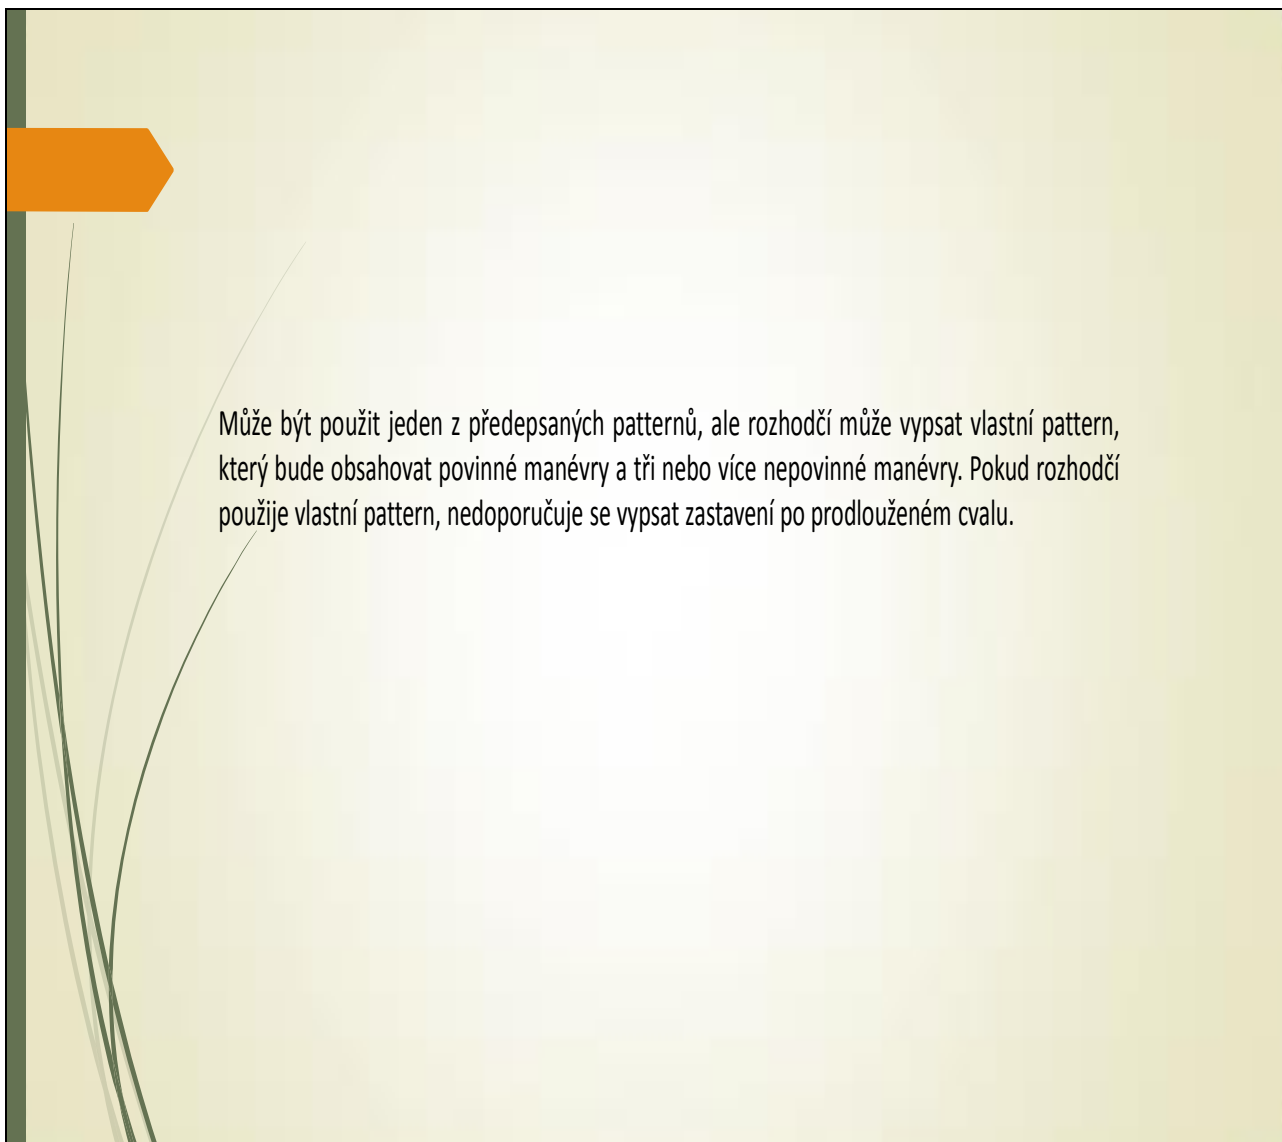 Může být použit jeden z předepsaných patternů, ale rozhodčí může vypsat vlastní pattern,
který bude obsahovat povinné manévry a tři nebo více nepovinné manévry. Pokud rozhodčí
použije vlastní pattern, nedoporučuje se vypsat zastavení po prodlouženém cvalu.